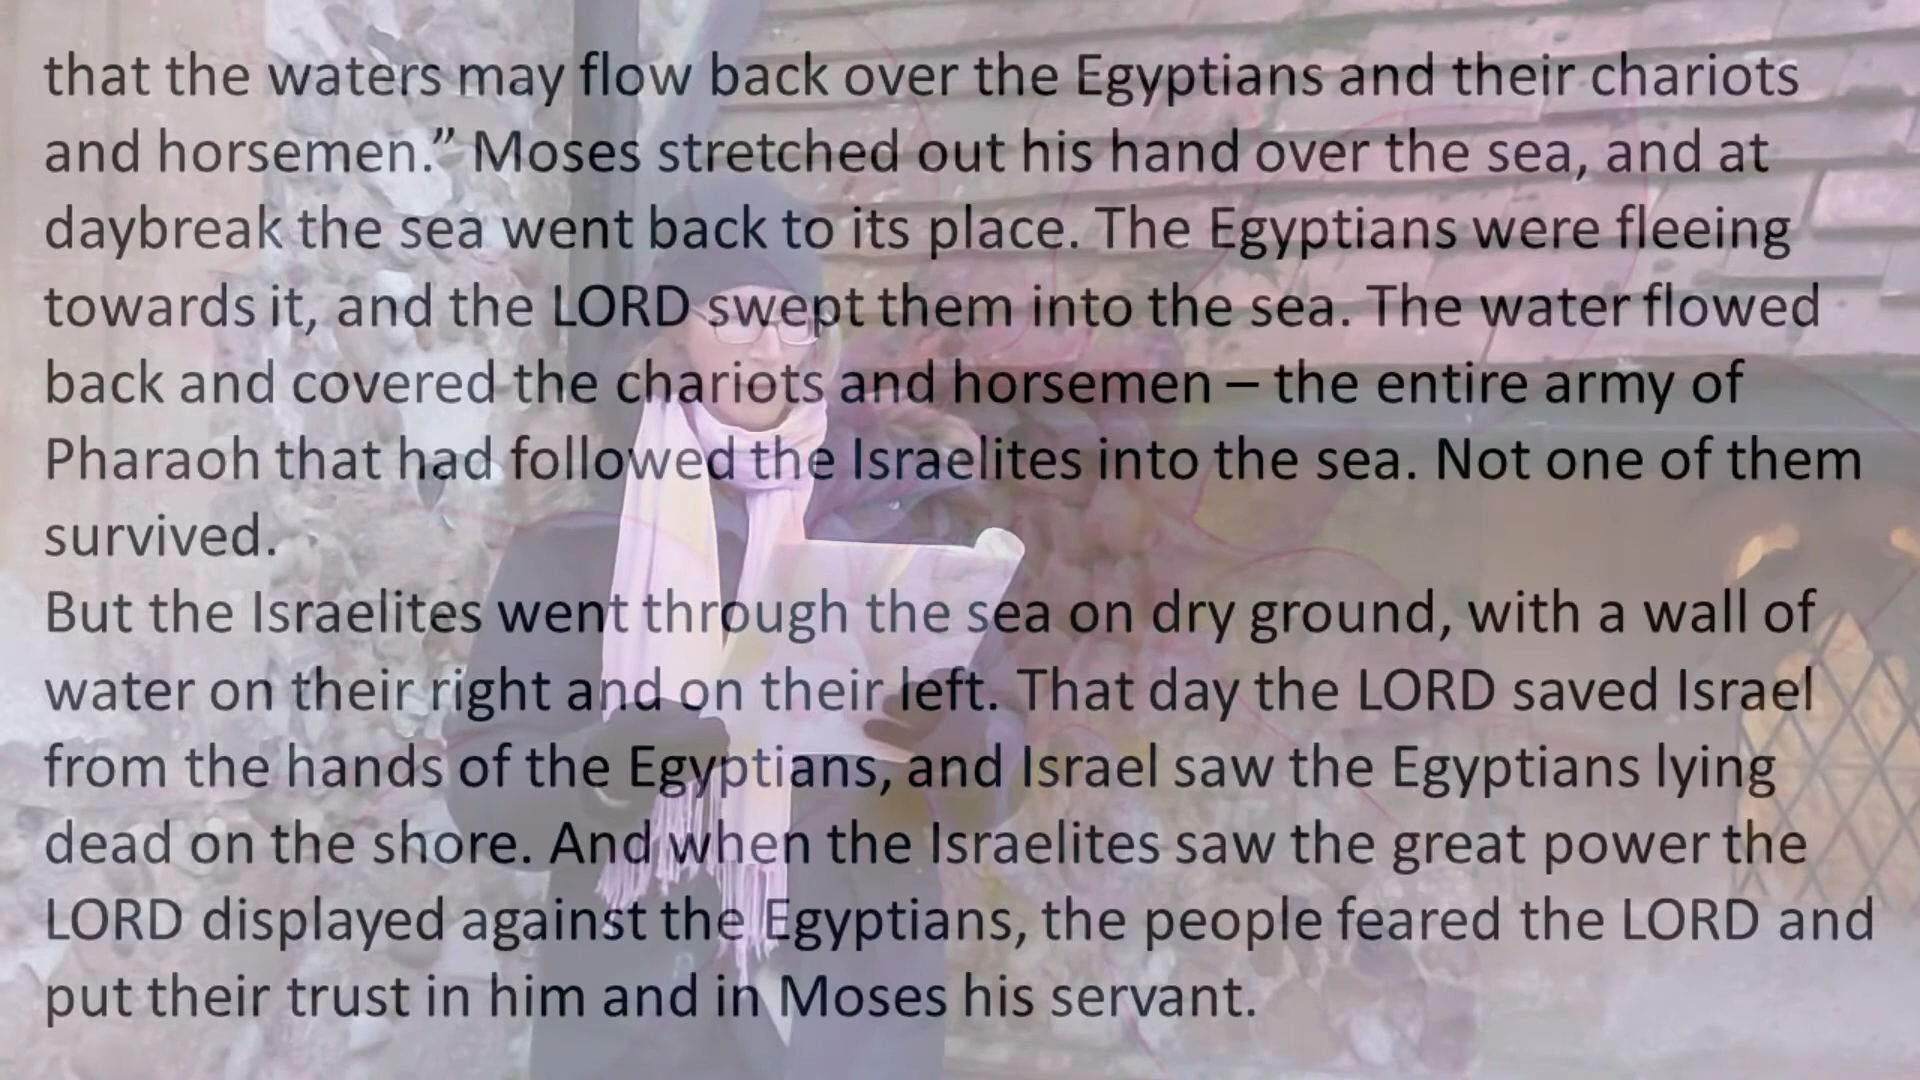 that the waters may flow back over the Egyptians and their chariots
and horsemen.” Moses stretched out his hand over the sea, and at
daybreak the sea went back to its place. The Egyptians were fleeing
towards it, and the LORD swept them into the sea. The water flowed
back and covered the chariots and horsemen – the entire army of
Pharaoh that had followed the Israelites into the sea. Not one of them
survived.
But the Israelites went through the sea on dry ground, with a wall of
water on their right and on their left. That day the LORD saved Israel
from the hands of the Egyptians, and Israel saw the Egyptians lying
dead on the shore. And when the Israelites saw the great power the
LORD displayed against the Egyptians, the people feared the LORD and
put their trust in him and in Moses his servant.